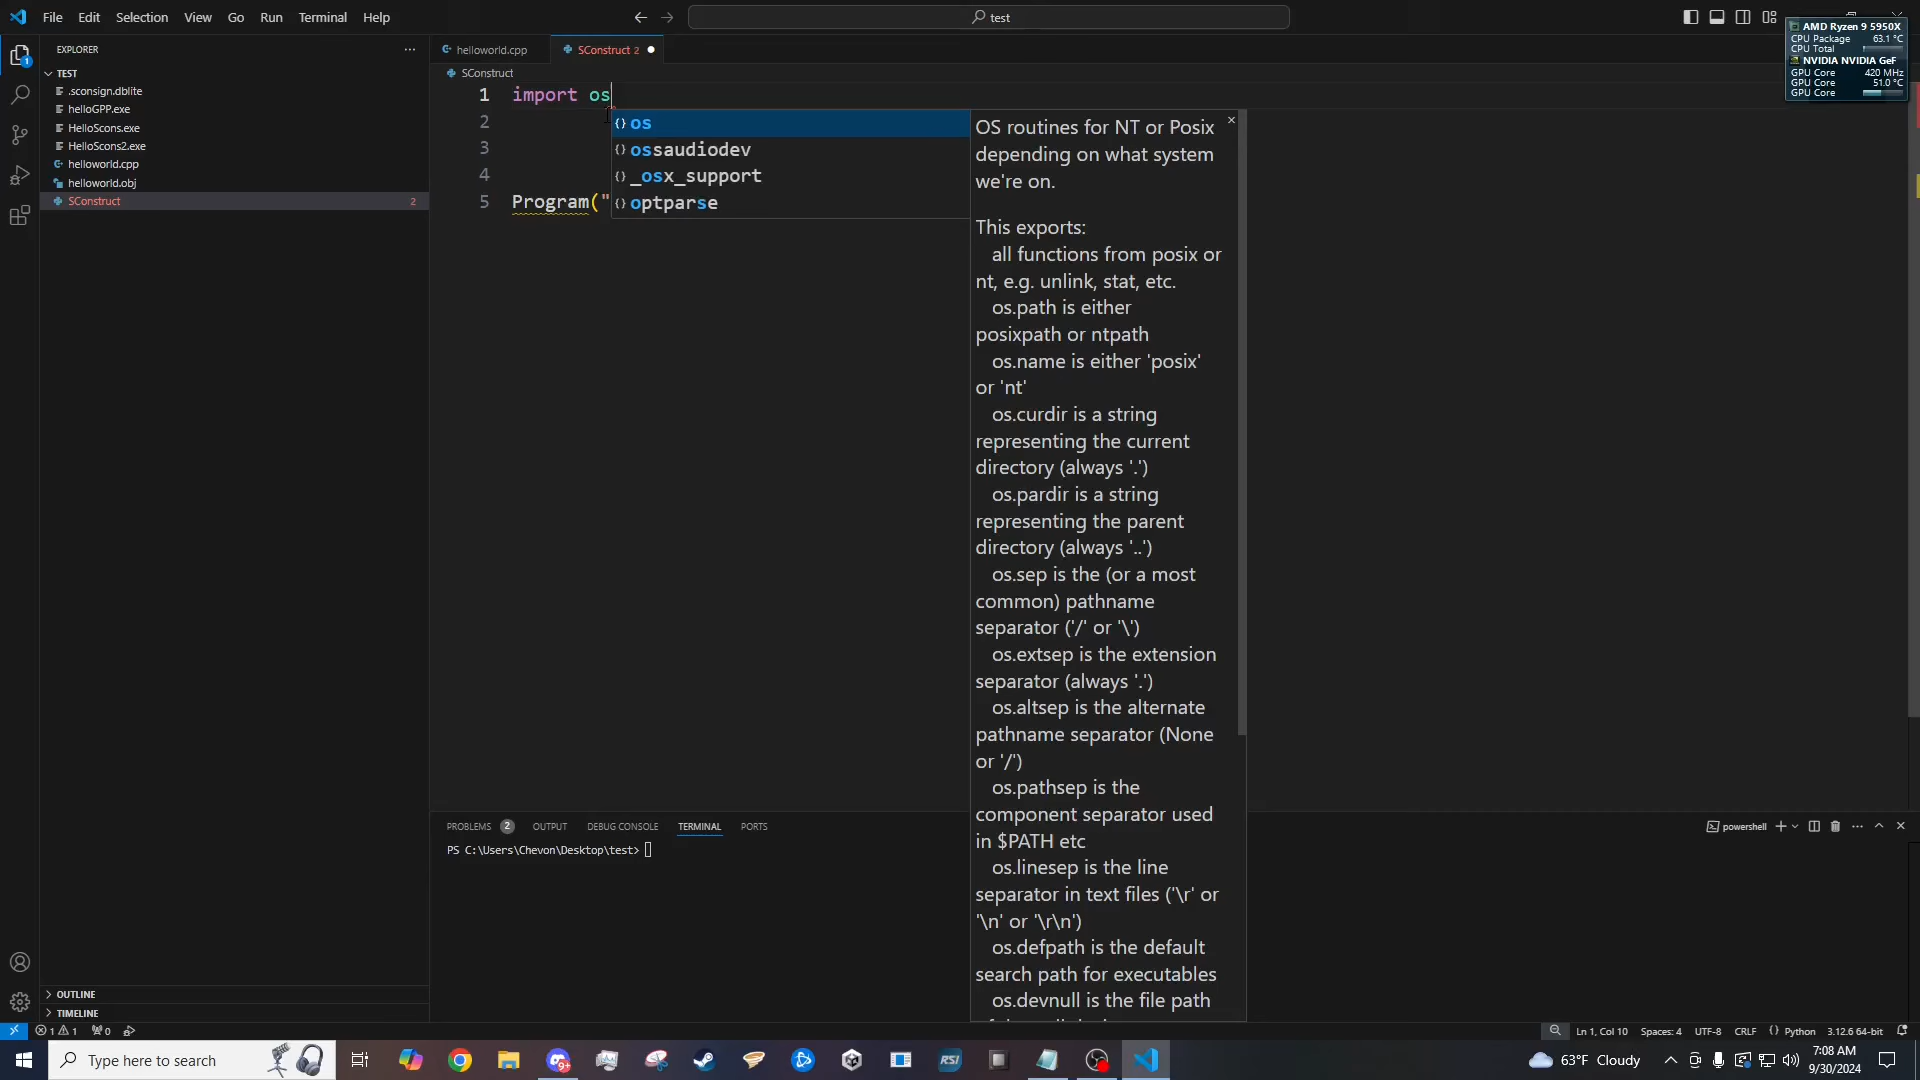 File Edit Selection View Go Run Terminal Help
test
AMD Ryzen 9 5950X
CPU Package 63.1 °C
CPU Total
NVIDIA NVIDIA GeF
GPU Core 420 MHz
GPU Core 51.0 °C
GPU Core
EXPLORER
TEST
.sconsign.dblite
helloGPP.exe
HelloScons.exe
HelloScons2.exe
helloworld.cpp
helloworld.obj
SConstruct 2
OUTLINE
TIMELINE
helloworld.cpp
SConstruct 2
SConstruct
1 import os
2
3
4
5 Program("
os
ossaudiodev
_osx_support
optparse
OS routines for NT or Posix
depending on what system
we're on.
This exports:
all functions from posix or
nt, e.g. unlink, stat, etc.
os.path is either
posixpath or ntpath
os.name is either 'posix'
or 'nt'
os.curdir is a string
representing the current
directory (always '.')
os.pardir is a string
representing the parent
directory (always '..')
os.sep is the (or a most
common) pathname
separator ('/' or '\')
os.extsep is the extension
separator (always '.')
os.altsep is the alternate
pathname separator (None
or '/')
os.pathsep is the
component separator used
in $PATH etc
os.linesep is the line
separator in text files ('\r' or
'\n' or '\r\n')
os.defpath is the default
search path for executables
os.devnull is the file path
PROBLEMS 2 OUTPUT DEBUG CONSOLE TERMINAL PORTS
powershell
PS C:\Users\Chevon\Desktop\test>
1 1 0
Ln 1, Col 10 Spaces: 4 UTF-8 CRLF Python 3.12.6 64-bit
Type here to search
RSI
63°F Cloudy
7:08 AM
9/30/2024